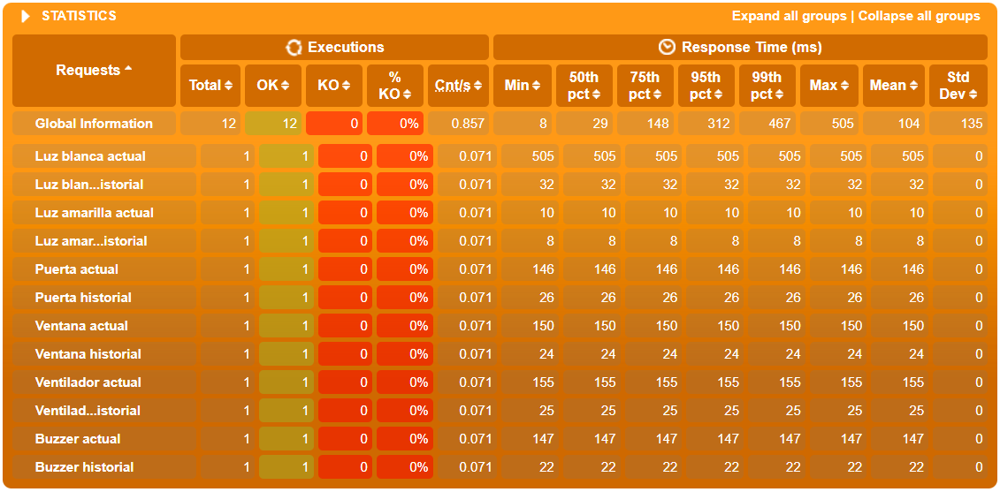 STATISTICS Expand all groups | Collapse all groups
Requests Executions Response Time (ms)
Total OK KO % KO Cnt/s Min 50th pct 75th pct 95th pct 99th pct Max Mean Std Dev
Global Information 12 12 0 0% 0.857 8 29 148 312 467 505 104 135
Luz blanca actual 1 1 0 0% 0.071 505 505 505 505 505 505 505 0
Luz blan...istorial 1 1 0 0% 0.071 32 32 32 32 32 32 32 0
Luz amarilla actual 1 1 0 0% 0.071 10 10 10 10 10 10 10 0
Luz amar...istorial 1 1 0 0% 0.071 8 8 8 8 8 8 8 0
Puerta actual 1 1 0 0% 0.071 146 146 146 146 146 146 146 0
Puerta historial 1 1 0 0% 0.071 26 26 26 26 26 26 26 0
Ventana actual 1 1 0 0% 0.071 150 150 150 150 150 150 150 0
Ventana historial 1 1 0 0% 0.071 24 24 24 24 24 24 24 0
Ventilador actual 1 1 0 0% 0.071 155 155 155 155 155 155 155 0
Ventilad...istorial 1 1 0 0% 0.071 25 25 25 25 25 25 25 0
Buzzer actual 1 1 0 0% 0.071 147 147 147 147 147 147 147 0
Buzzer historial 1 1 0 0% 0.071 22 22 22 22 22 22 22 0